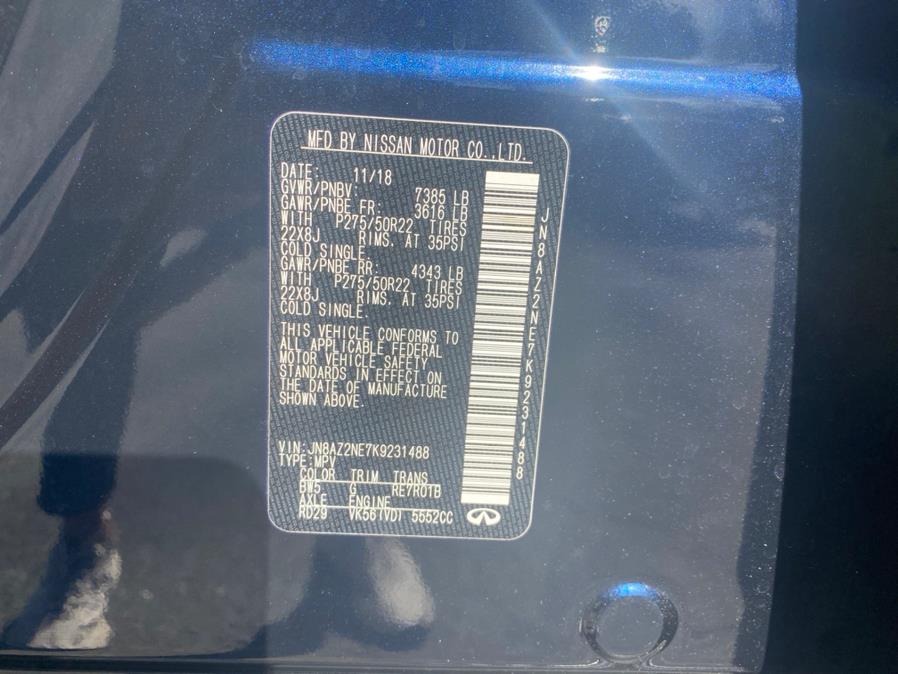 MFD BY NISSAN MOTOR CO.,LTD.
DATE: 11/18
GVWR/PNBV: 7385 LB
GAWR/PNBE FR: 3616 LB
WITH P275/50R22 TIRES
22X8J RIMS. AT 35PSI
COLD SINGLE.
GAWR/PNBE RR: 4343 LB
WITH P275/50R22 TIRES
22X8J RIMS. AT 35PSI
COLD SINGLE.
THIS VEHICLE CONFORMS TO
ALL APPLICABLE FEDERAL
MOTOR VEHICLE SAFETY
STANDARDS IN EFFECT ON
THE DATE OF MANUFACTURE
SHOWN ABOVE.
VIN:JN8AZ2NE7K9231488
TYPE:MPV
COLOR TRIM TRANS
BW5 G RE7R01B
AXLE ENGINE
RD29 VK56(VD) 5552CC
JN8AZ2NE7K9231488